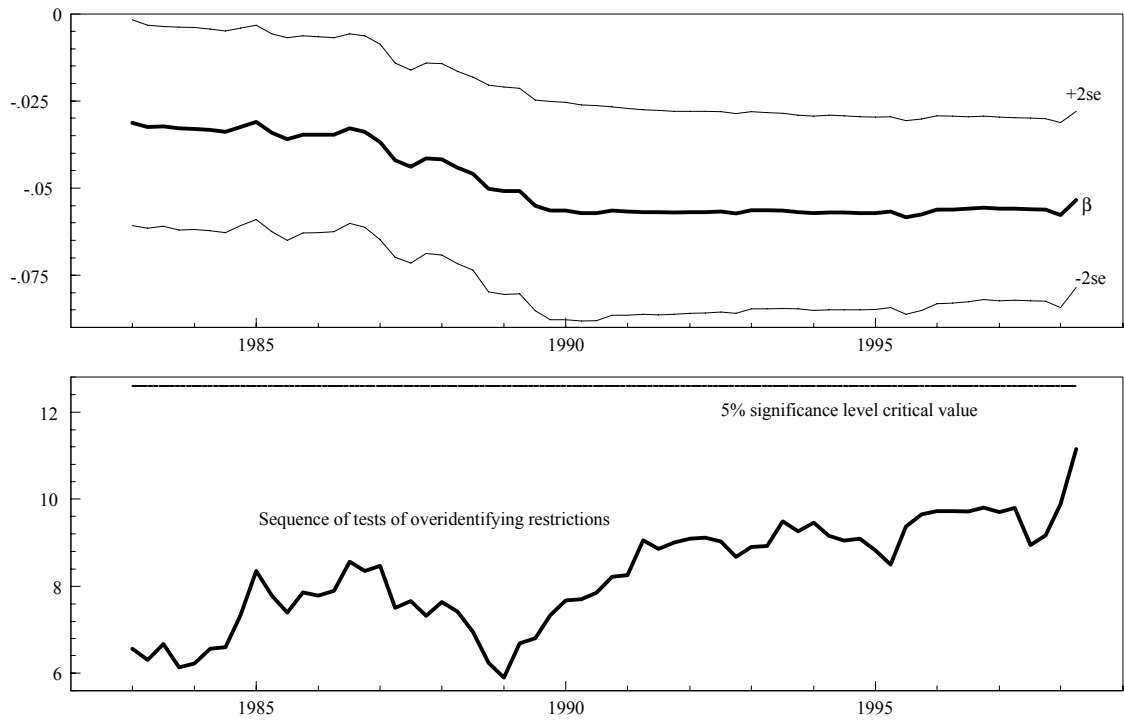 0
-.025
-.05
-.075
+2se
β
-2se
1985 1990 1995
12
10
8
6
5% significance level critical value
Sequence of tests of overidentifying restrictions
1985 1990 1995